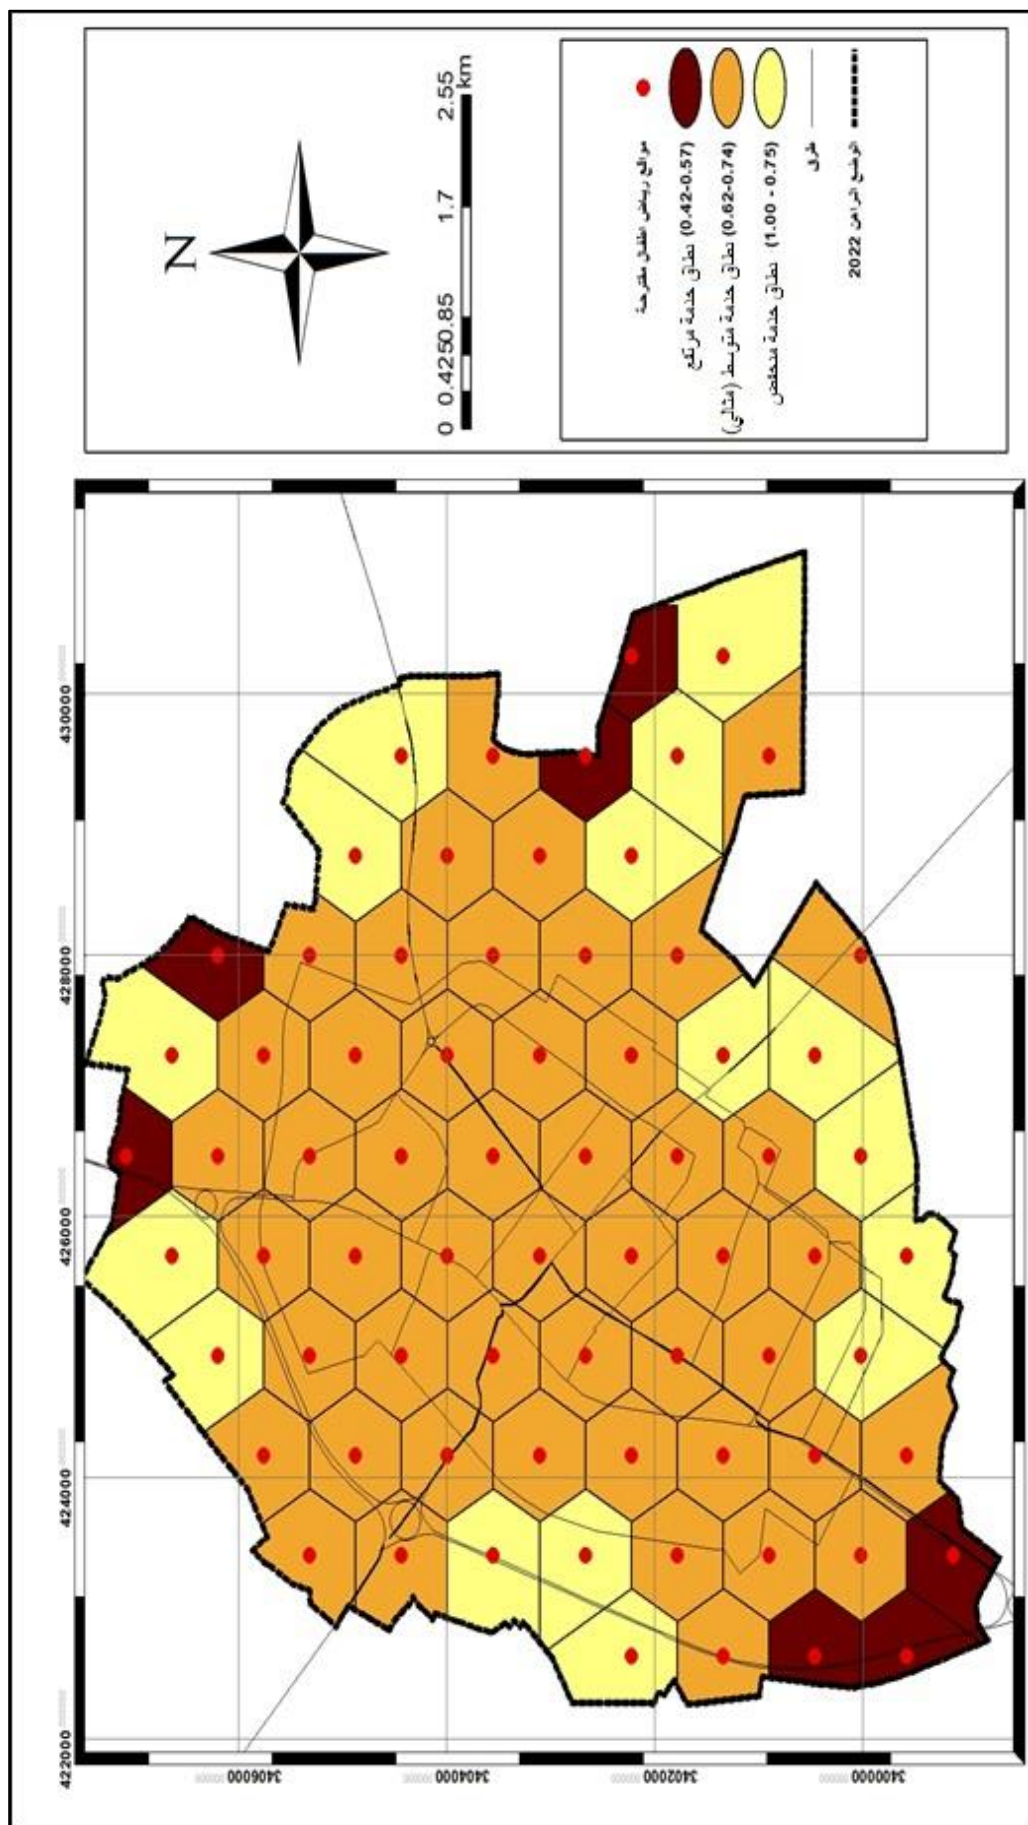 N
0 0.425 0.85 1.7 2.55
km
مواقع رياض اطفال مقترحة
(0.42-0.57) نطاق خدمة مرتفع
(0.62-0.74) نطاق خدمة متوسط (مثالي)
(1.00 - 0.75) نطاق خدمة منخفض
طرق
الوضع الراهن 2022
422000
424000
426000
428000
430000
3406000
3404000
3402000
3400000